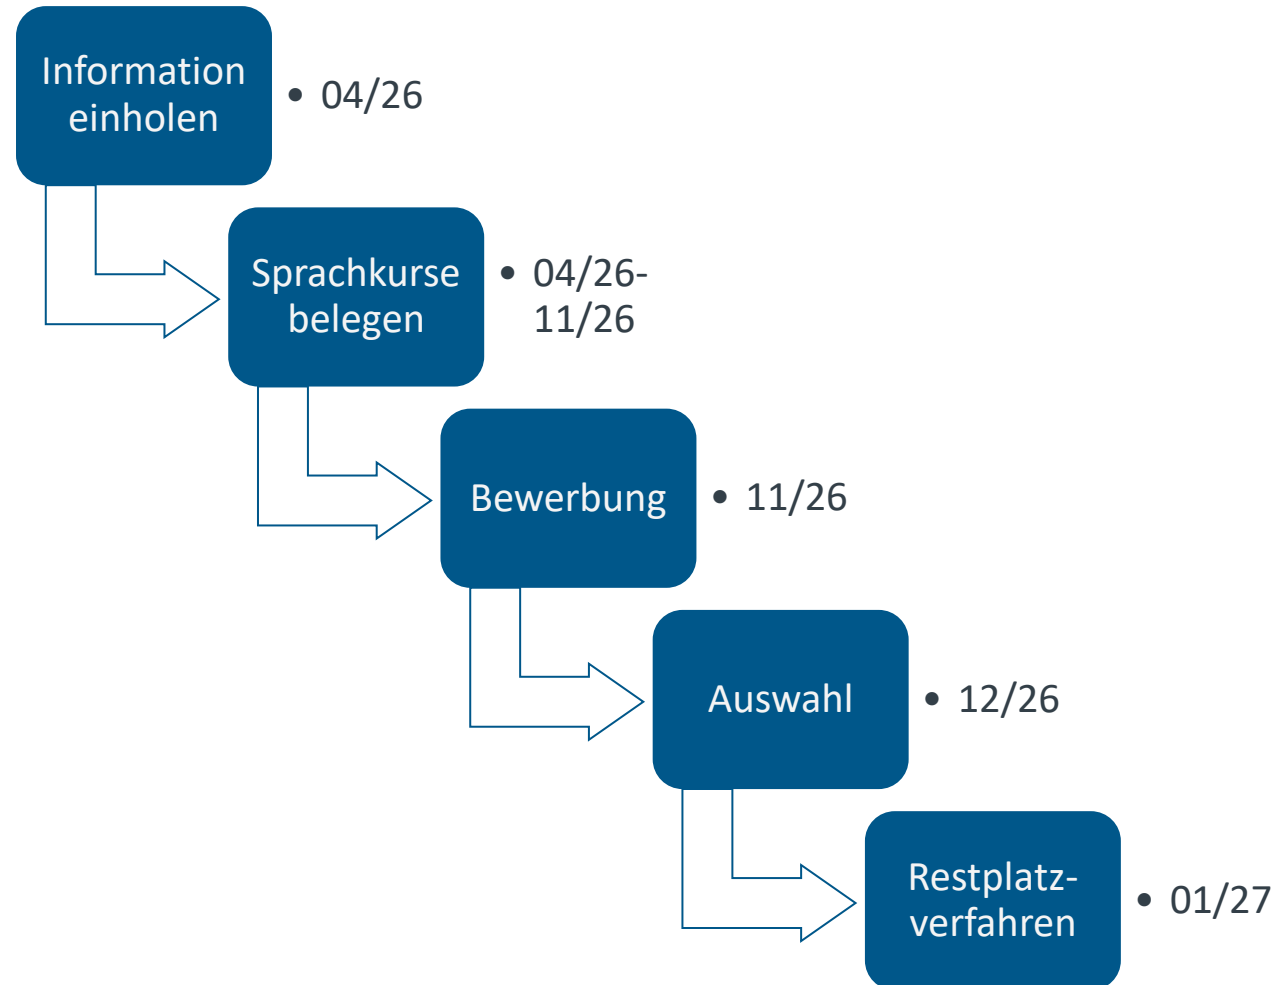 Information
einholen
• 04/26
Sprachkurse
belegen
• 04/26-
11/26
Bewerbung
• 11/26
Auswahl
• 12/26
Restplatz-
verfahren
• 01/27